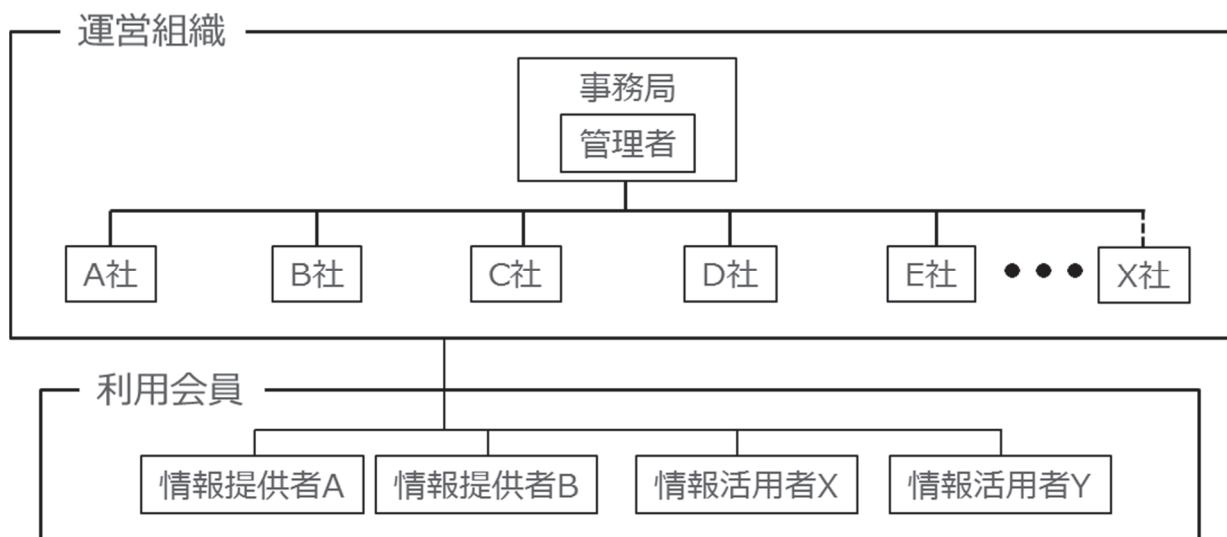 運営組織
事務局
管理者
A社 B社 C社 D社 E社 ●●● X社
利用会員
情報提供者A 情報提供者B 情報活用者X 情報活用者Y